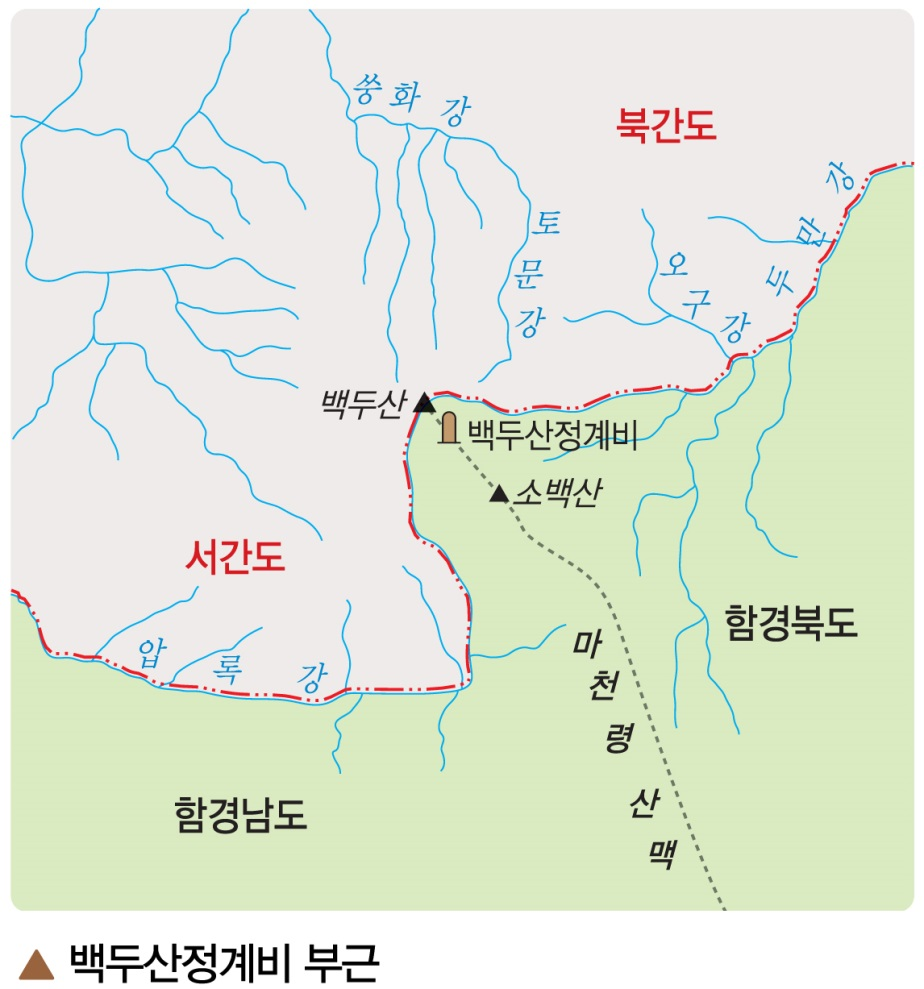 쑹화강
북간도
두만강
토문강
오구강
백두산
백두산정계비
소백산
서간도
함경북도
마천령산맥
압록강
함경남도
▲ 백두산정계비 부근